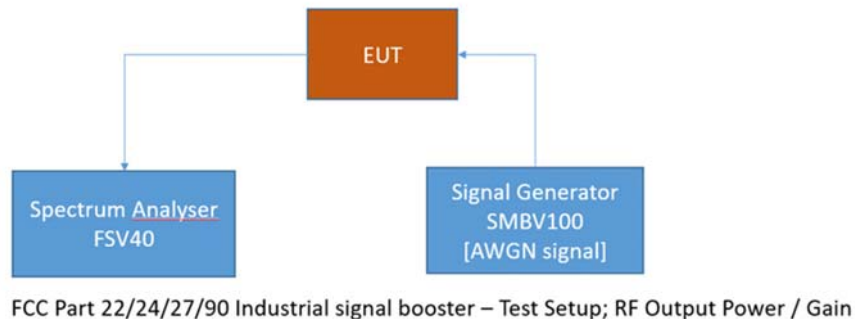 EUT
Spectrum Analyser
FSV40
Signal Generator
SMBV100
[AWGN signal]
FCC Part 22/24/27/90 Industrial signal booster – Test Setup; RF Output Power / Gain